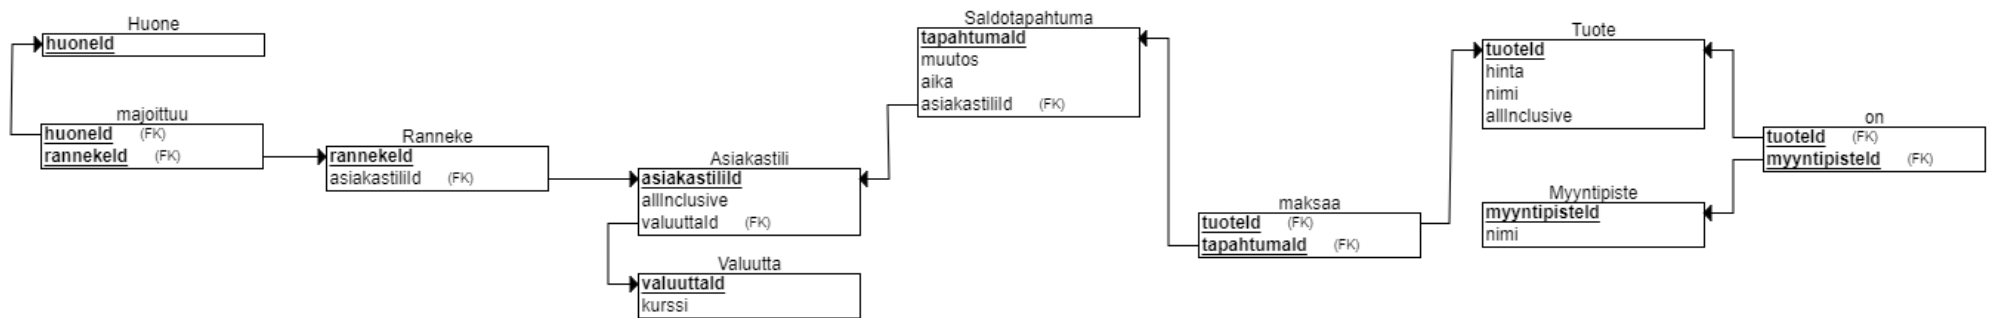 Huone
huoneId
majoittuu
huoneId (FK)
rannekeId (FK)
Ranneke
rannekeId
asiakastiliId (FK)
Asiakastili
asiakastiliId
allInclusive
valuuttaId (FK)
Valuutta
valuuttaId
kurssi
Saldotapahtuma
tapahtumaId
muutos
aika
asiakastiliId (FK)
maksaa
tuoteId (FK)
tapahtumaId (FK)
Tuote
tuoteId
hinta
nimi
allInclusive
Myyntipiste
myyntipisteId
nimi
on
tuoteId (FK)
myyntipisteId (FK)